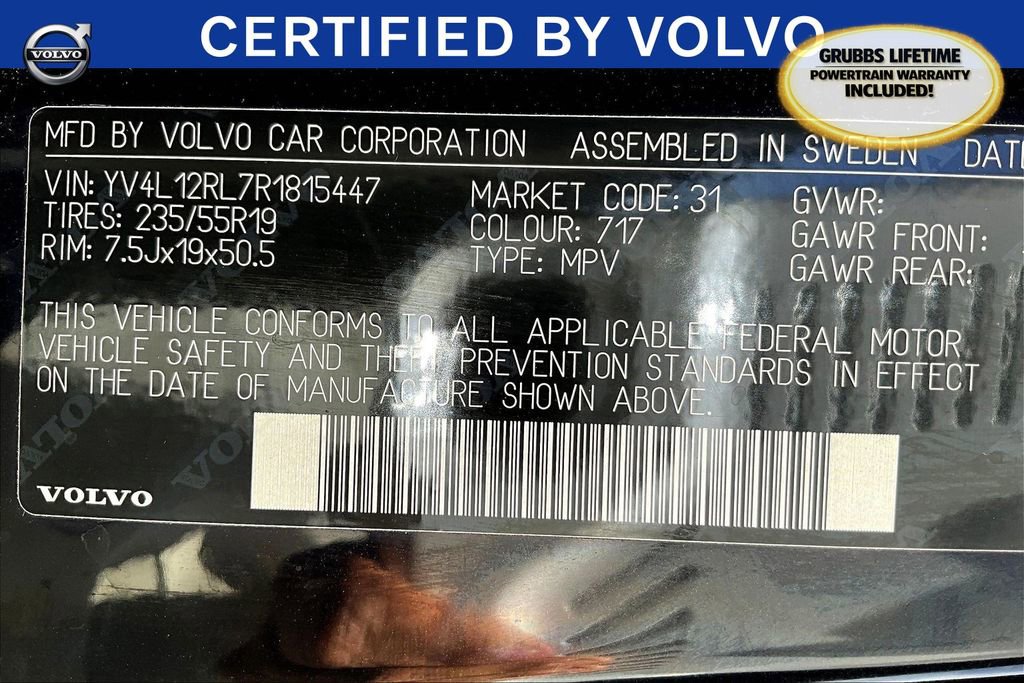 CERTIFIED BY VOLVO
VOLVO
GRUBBS LIFETIME
POWERTRAIN WARRANTY
INCLUDED!
MFD BY VOLVO CAR CORPORATION ASSEMBLED IN SWEDEN DATE
VIN: YV4L12RL7R1815447 MARKET CODE: 31 GVWR:
TIRES: 235/55R19 COLOUR: 717 GAWR FRONT:
RIM: 7.5Jx19x50.5 TYPE: MPV GAWR REAR:
THIS VEHICLE CONFORMS TO ALL APPLICABLE FEDERAL MOTOR
VEHICLE SAFETY AND THEFT PREVENTION STANDARDS IN EFFECT
ON THE DATE OF MANUFACTURE SHOWN ABOVE.
VOLVO